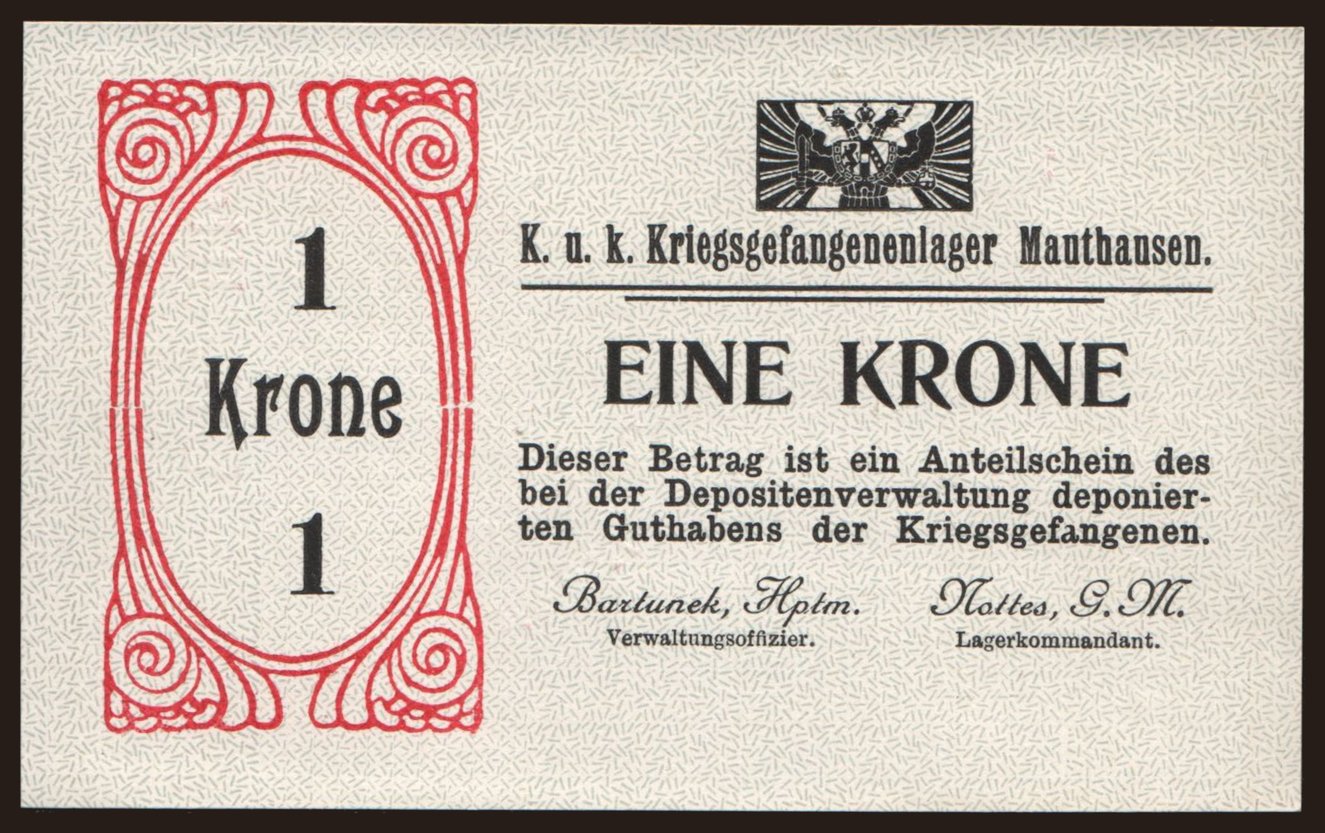 1
Krone
1
K. u. k. Kriegsgefangenenlager Mauthausen.
EINE KRONE
Dieser Betrag ist ein Anteilschein des
bei der Depositenverwaltung deponier-
ten Guthabens der Kriegsgefangenen.
Bartunek, Hptm.
Verwaltungsoffizier.
Nottes, G. M.
Lagerkommandant.